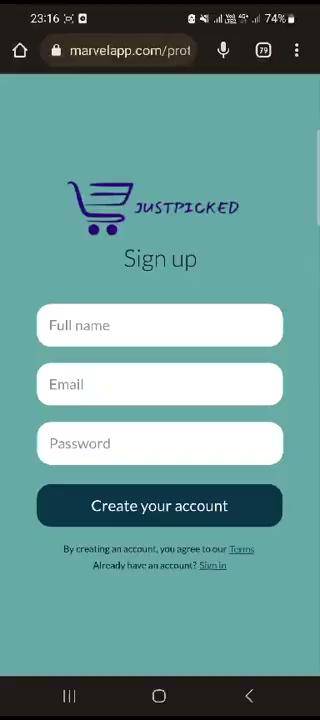 23:16 74%
marvelapp.com/prot 79
JUSTPICKED
Sign up
Full name
Email
Password
Create your account
By creating an account, you agree to our Terms
Already have an account? Sign in